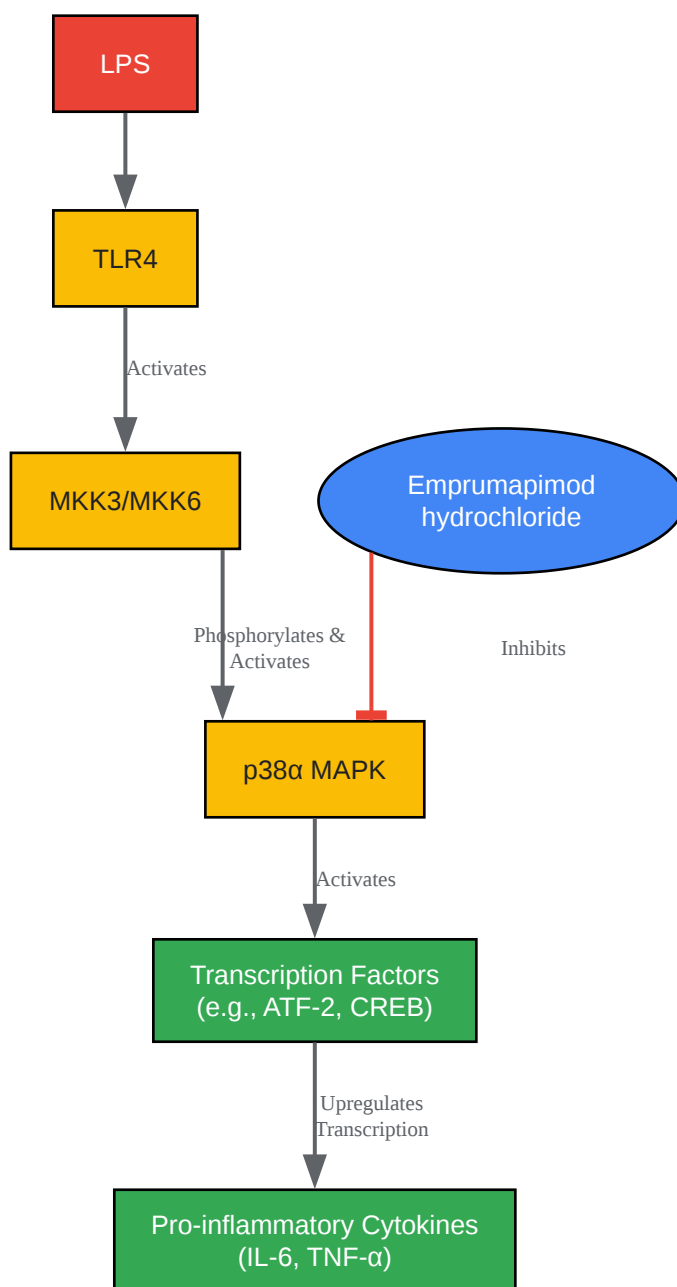 LPS
TLR4
Activates
MKK3/MKK6
Emprumapimod
hydrochloride
Phosphorylates &
Activates
Inhibits
p38α MAPK
Activates
Transcription Factors
(e.g., ATF-2, CREB)
Upregulates
Transcription
Pro-inflammatory Cytokines
(IL-6, TNF-α)